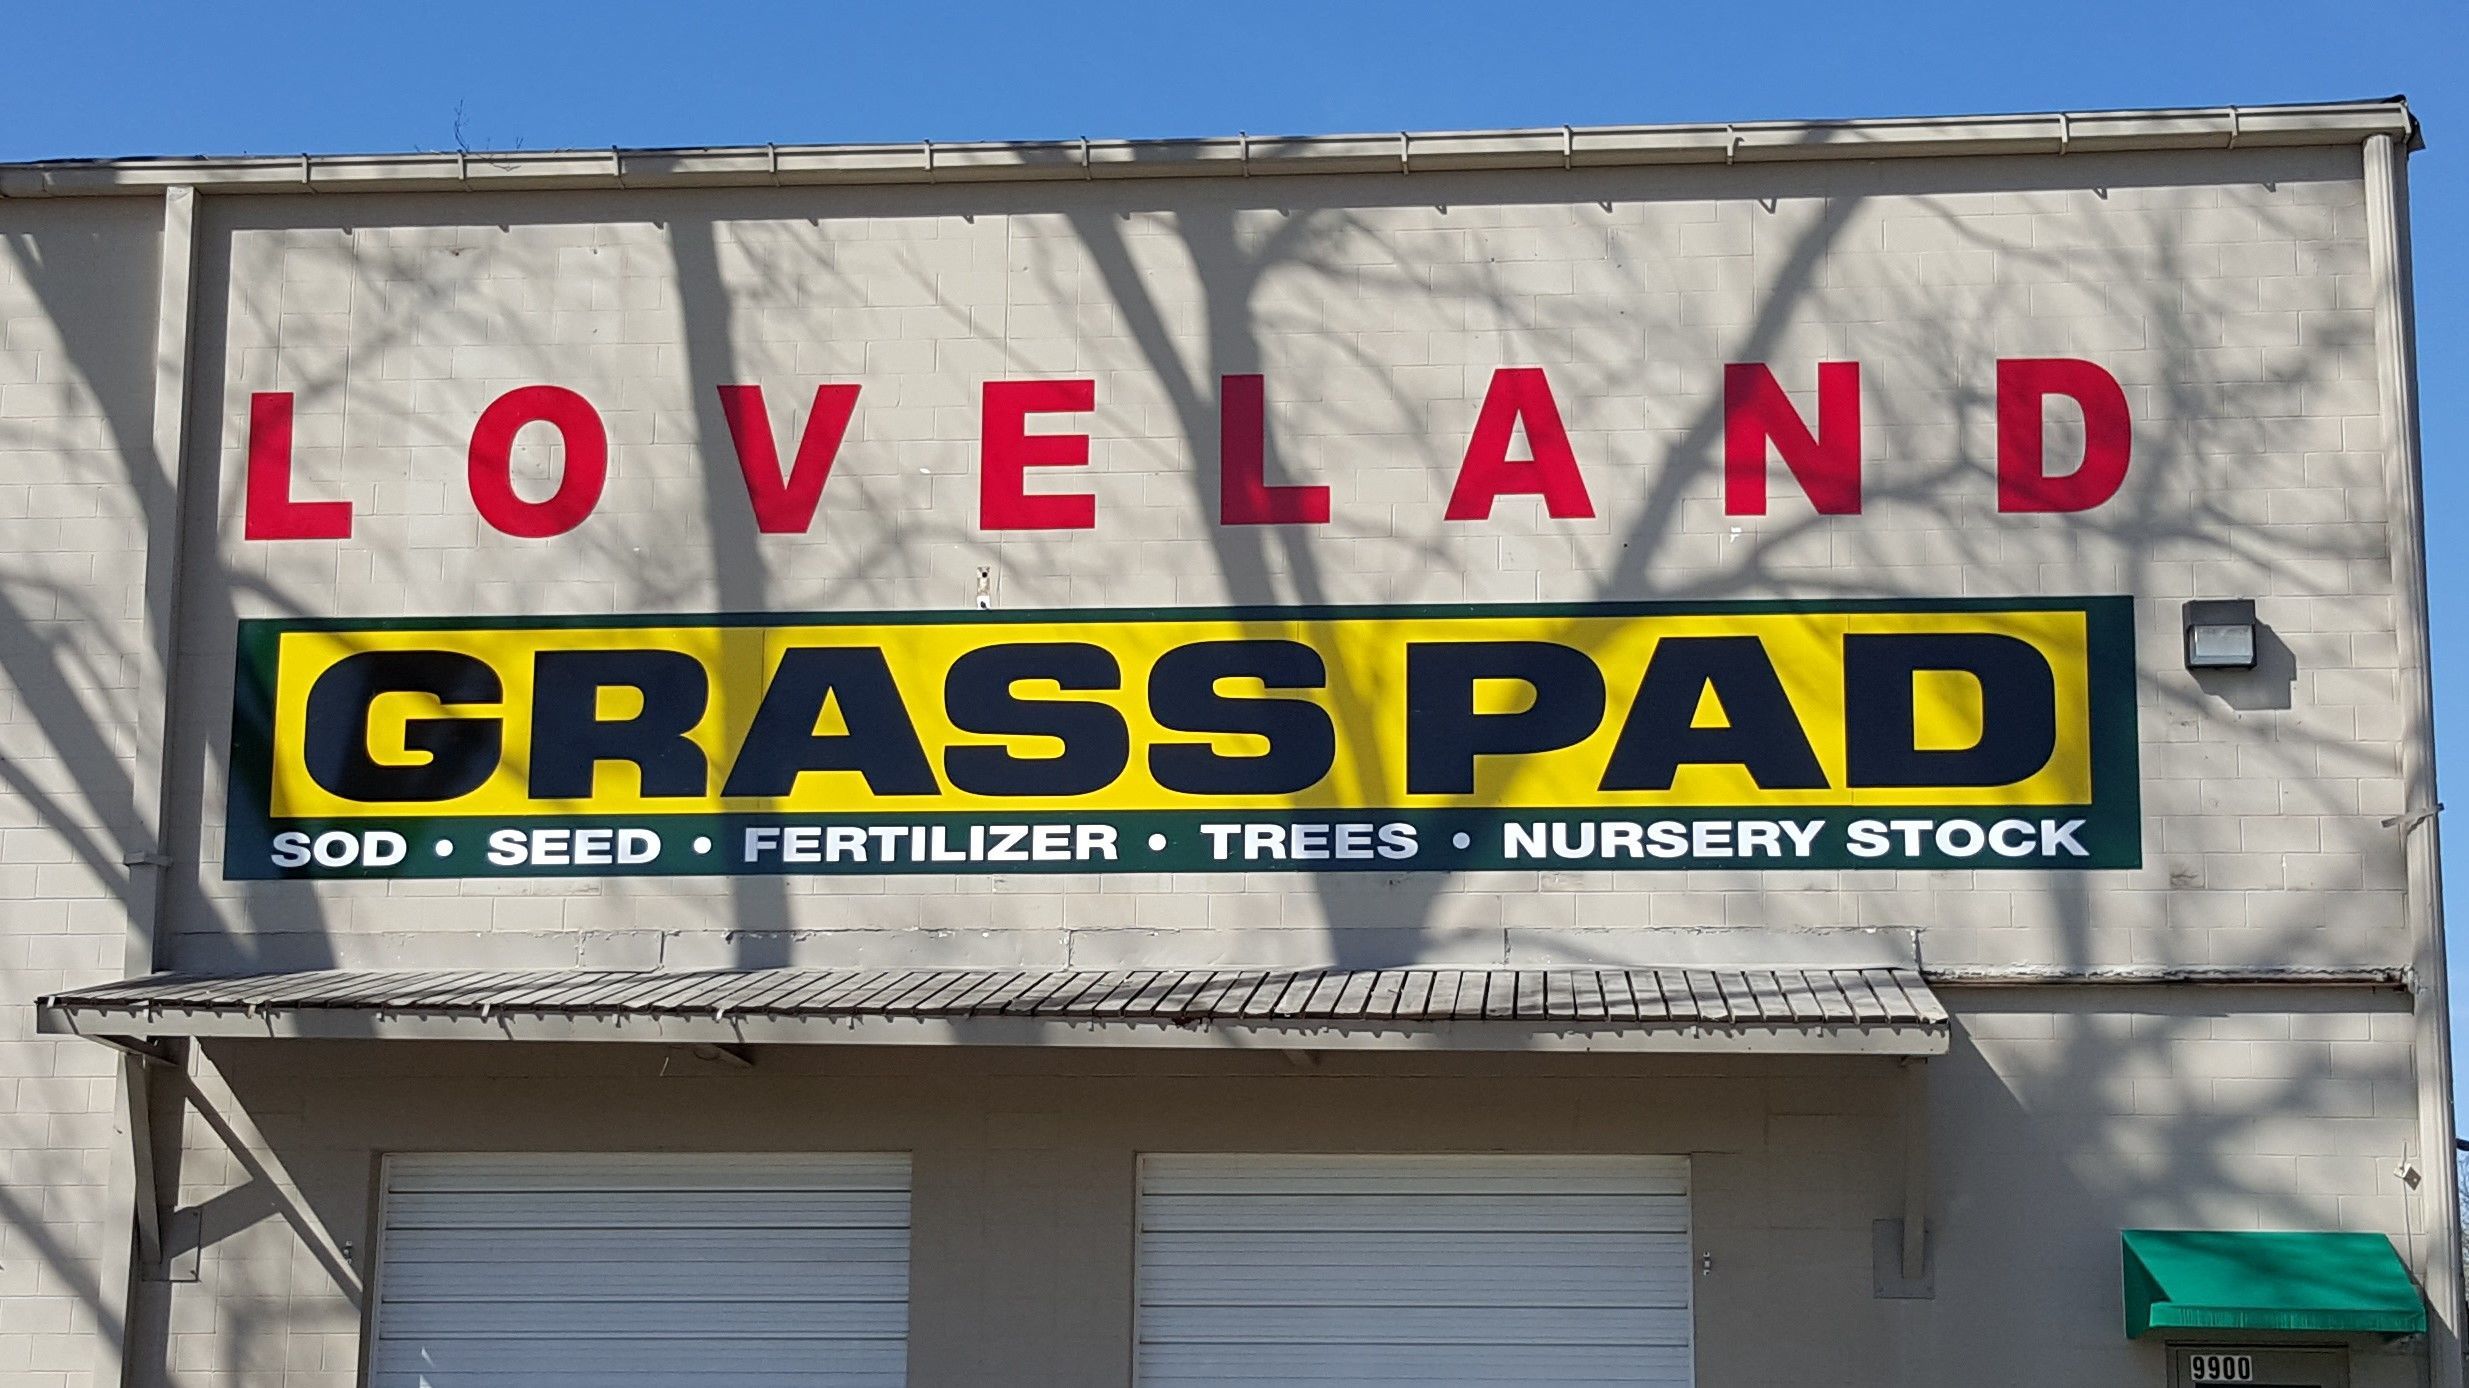 LOVELAND
GRASS PAD
SOD • SEED • FERTILIZER • TREES • NURSERY STOCK
9900